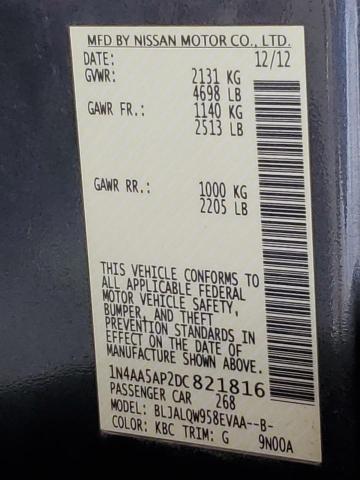 MFD BY NISSAN MOTOR CO., LTD.
DATE: 12/12
GVWR: 2131 KG
4698 LB
GAWR FR.: 1140 KG
2513 LB
GAWR RR.: 1000 KG
2205 LB
THIS VEHICLE CONFORMS TO
ALL APPLICABLE FEDERAL
MOTOR VEHICLE SAFETY,
BUMPER, AND THEFT
PREVENTION STANDARDS IN
EFFECT ON THE DATE OF
MANUFACTURE SHOWN ABOVE.
1N4AA5AP2DC821816
PASSENGER CAR 268
MODEL: BLJALQW958EVAA--B-
COLOR: KBC TRIM: G 9N00A